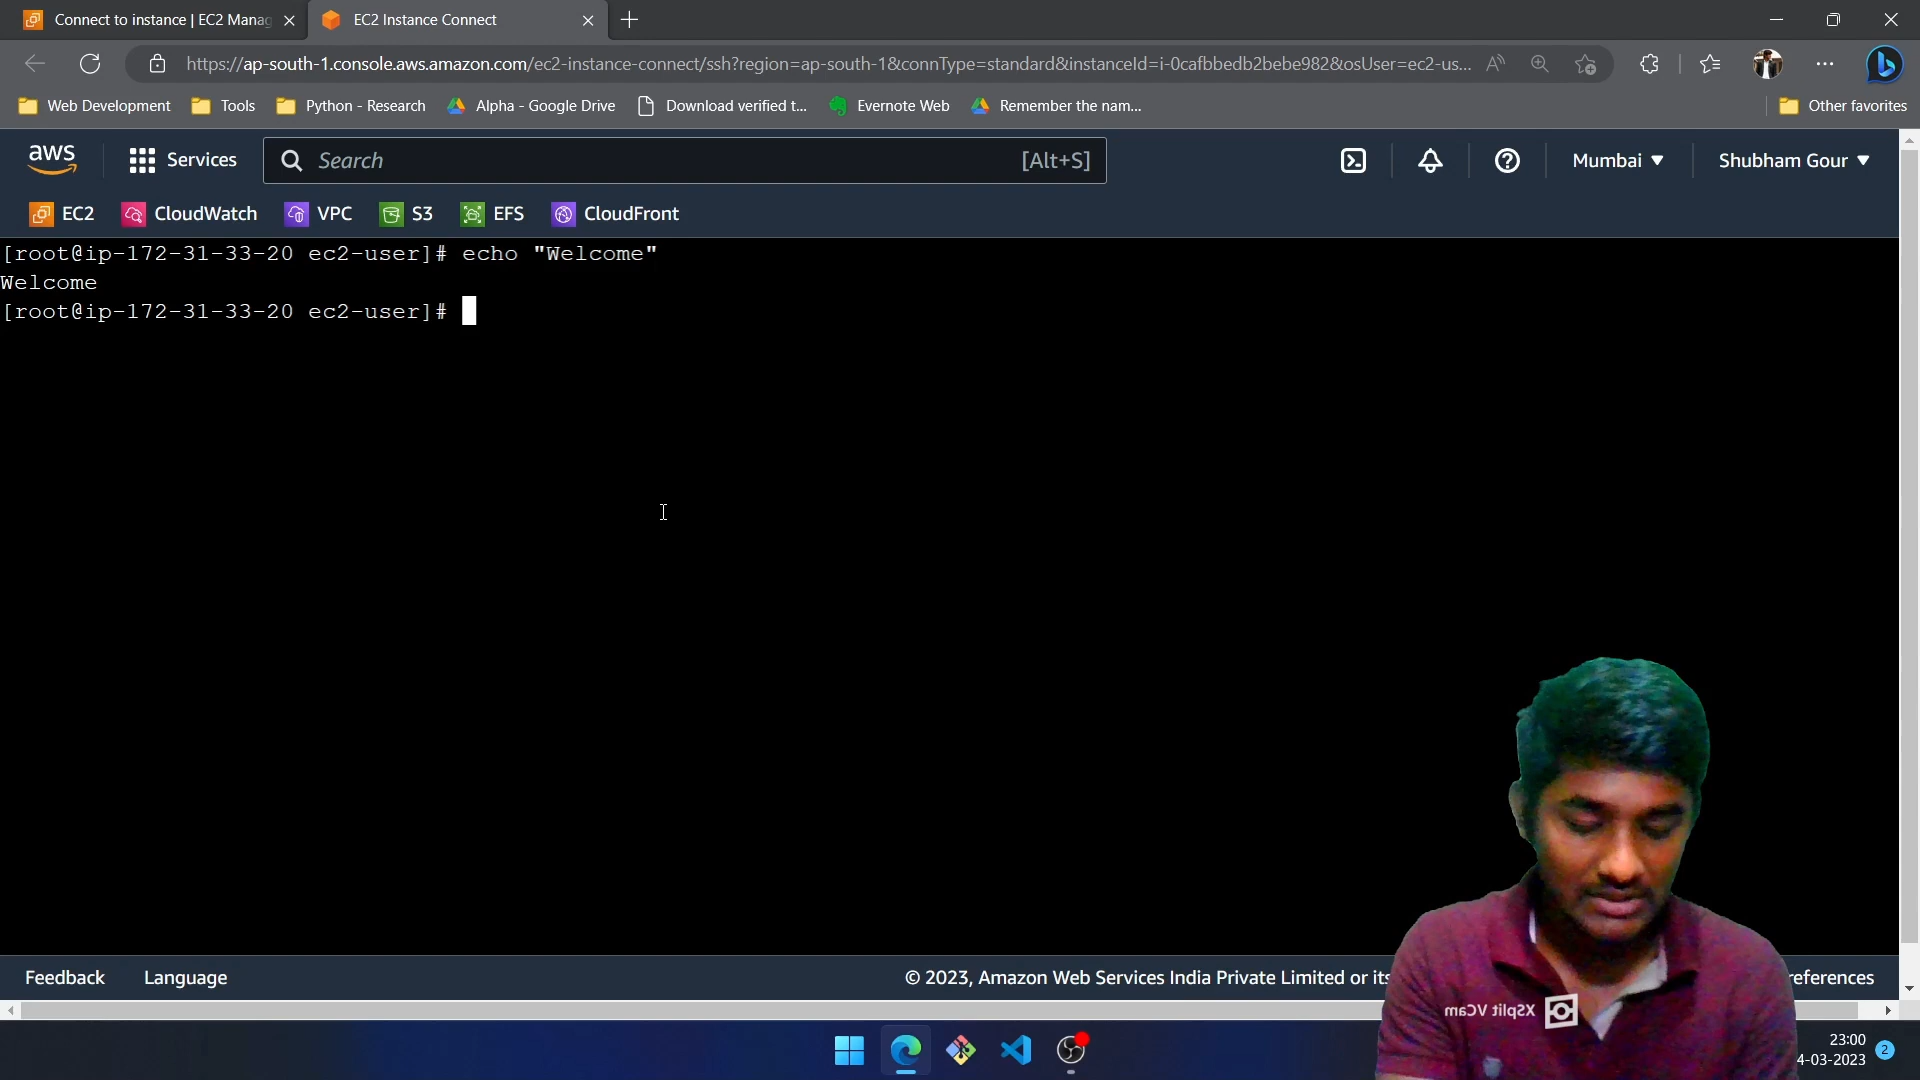 Connect to instance | EC2 Manag
EC2 Instance Connect
https://ap-south-1.console.aws.amazon.com/ec2-instance-connect/ssh?region=ap-south-1&connType=standard&instanceId=i-0cafbbedb2bebe982&osUser=ec2-us...
Web Development Tools Python - Research Alpha - Google Drive Download verified t... Evernote Web Remember the nam... Other favorites
aws Services Search [Alt+S] Mumbai Shubham Gour
EC2 CloudWatch VPC S3 EFS CloudFront
[root@ip-172-31-33-20 ec2-user]# echo "Welcome"
Welcome
[root@ip-172-31-33-20 ec2-user]#
Feedback Language © 2023, Amazon Web Services India Private Limited or its references
XSplit VCam
23:00
4-03-2023 2